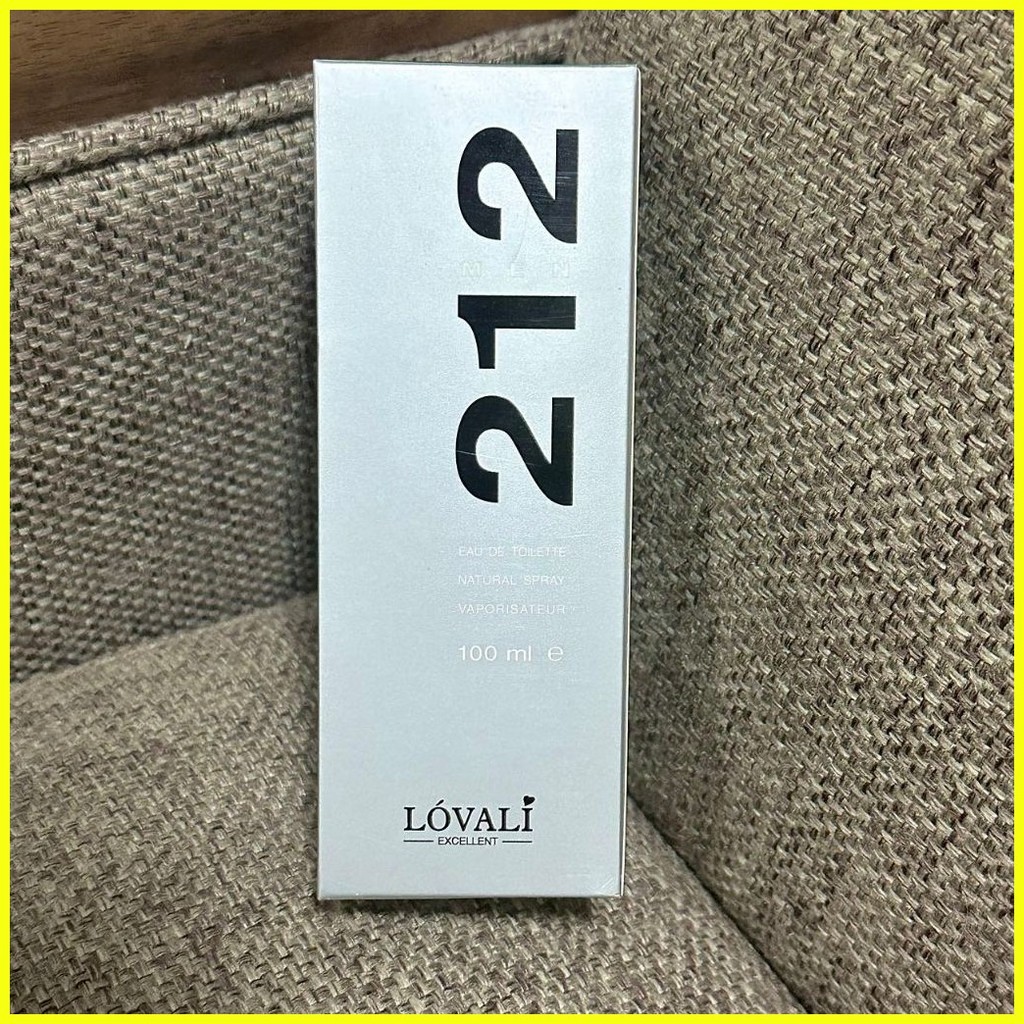 212
MEN
EAU DE TOILETTE
NATURAL SPRAY
VAPORISATEUR
100 ml ℮
LÓVALI
EXCELLENT